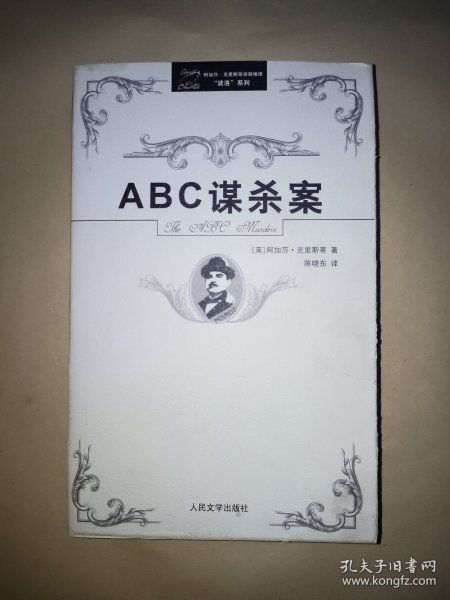 Agatha Christie
阿加莎·克里斯蒂侦探推理
“波洛”系列
ABC谋杀案
The ABC Murders
[英]阿加莎·克里斯蒂 著
陈晓东 译
POIROT
人民文学出版社
孔夫子旧书网
www.kongfz.com